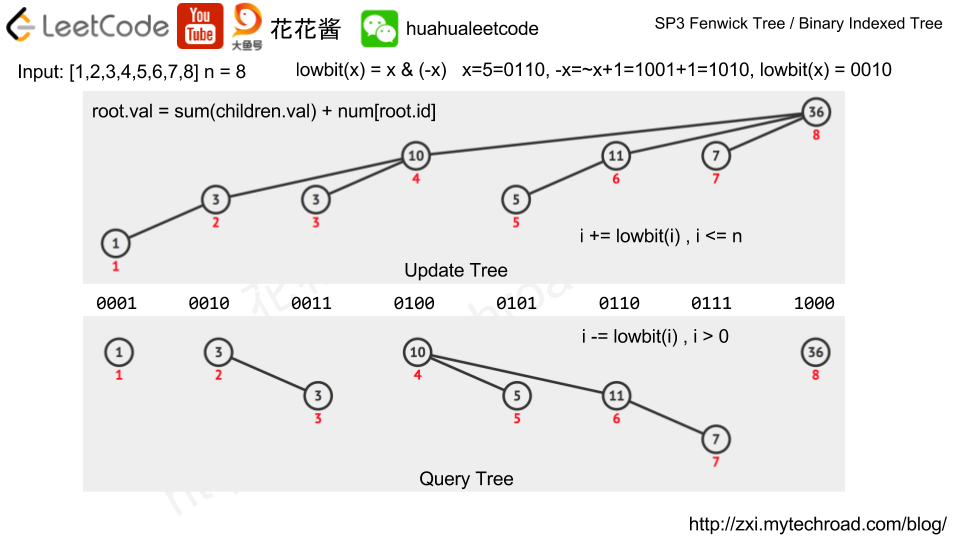 LeetCode You Tube 大鱼号 花花酱 huahualeetcode SP3 Fenwick Tree / Binary Indexed Tree
Input: [1,2,3,4,5,6,7,8] n = 8 lowbit(x) = x & (-x) x=5=0110, -x=~x+1=1001+1=1010, lowbit(x) = 0010
root.val = sum(children.val) + num[root.id]
36
8
10 11 7
4 6 7
3 3 5
2 3 5
i += lowbit(i) , i <= n
1
1
Update Tree
0001 0010 0011 0100 0101 0110 0111 1000
i -= lowbit(i) , i > 0
1 3 10 36
1 2 4 8
3 5 11
3 5 6
7
7
Query Tree
http://zxi.mytechroad.com/blog/